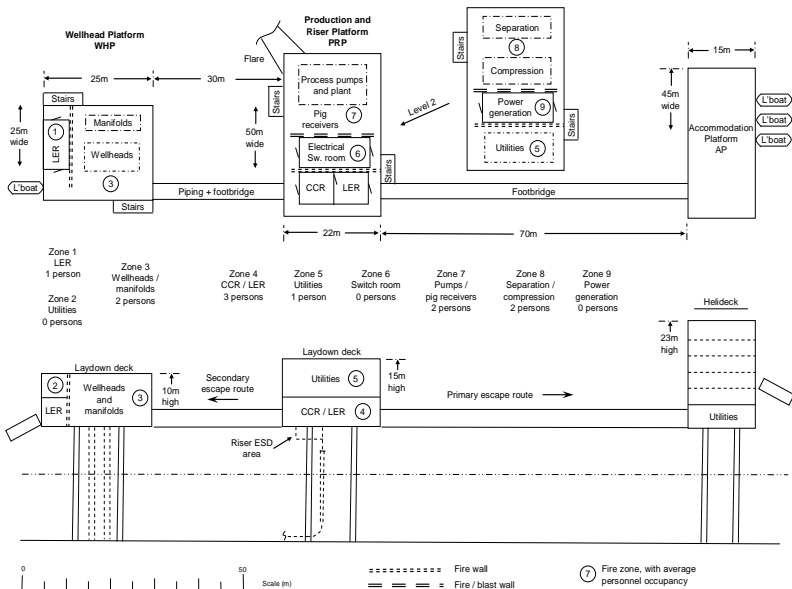 Wellhead Platform
WHP
25m
30m
Flare
Production and
Riser Platform
PRP
Stairs
25m
wide
1
LER
Manifolds
Wellheads
3
L'boat
Stairs
Piping + footbridge
Stairs
50m
wide
Process pumps
and plant
Pig
receivers
7
Electrical
Sw. room
6
CCR
LER
Stairs
22m
Level 2
Stairs
Separation
8
Compression
Power
generation
9
Utilities
5
Stairs
Footbridge
70m
15m
45m
wide
Accommodation
Platform
AP
L'boat
L'boat
L'boat
Zone 1
LER
1 person
Zone 2
Utilities
0 persons
Zone 3
Wellheads /
manifolds
2 persons
Zone 4
CCR / LER
3 persons
Zone 5
Utilities
1 person
Zone 6
Switch room
0 persons
Zone 7
Pumps /
pig receivers
2 persons
Zone 8
Separation /
compression
2 persons
Zone 9
Power
generation
0 persons
Laydown deck
2
LER
Wellheads
and
manifolds
3
10m
high
Secondary
escape route
Laydown deck
Utilities
5
CCR / LER
4
15m
high
Riser ESD
area
Primary escape route
Helideck
23m
high
Utilities
0
50
Scale (m)
Fire wall
Fire / blast wall
7
Fire zone, with average
personnel occupancy